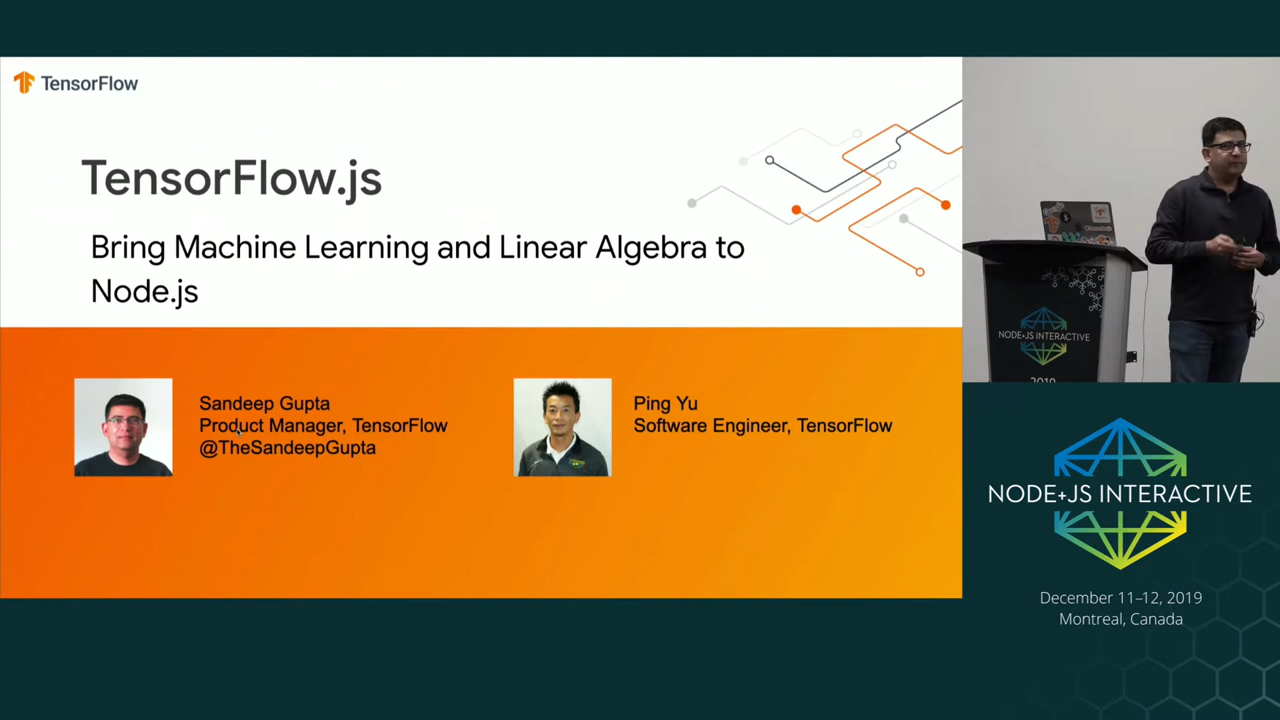 TensorFlow
TensorFlow.js
Bring Machine Learning and Linear Algebra to
Node.js
Sandeep Gupta
Product Manager, TensorFlow
@TheSandeepGupta
Ping Yu
Software Engineer, TensorFlow
NODE+JS INTERACTIVE
2019
NODE+JS INTERACTIVE
December 11–12, 2019
Montreal, Canada